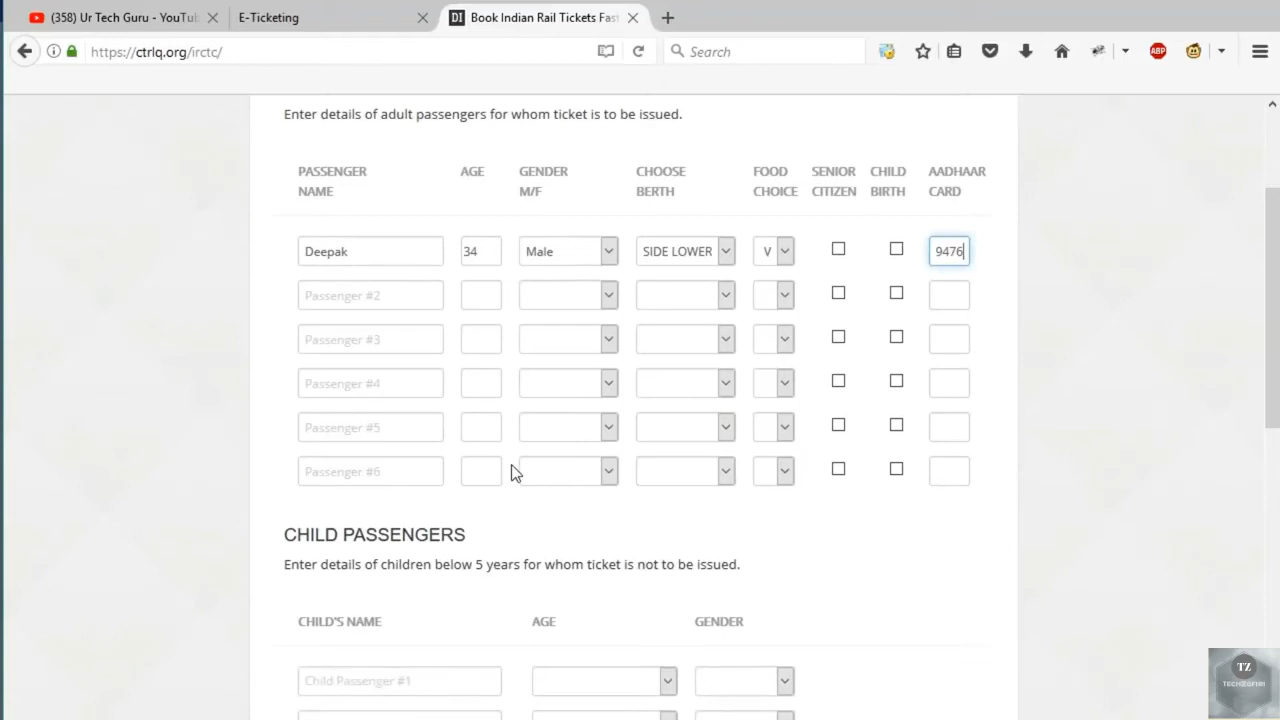 (358) Ur Tech Guru - YouTub
E-Ticketing
DI Book Indian Rail Tickets Fas
https://ctrlq.org/irctc/
Search
ABP
Enter details of adult passengers for whom ticket is to be issued.
PASSENGER NAME AGE GENDER M/F CHOOSE BERTH FOOD CHOICE SENIOR CITIZEN CHILD BIRTH AADHAAR CARD
Deepak 34 Male SIDE LOWER V 9476
Passenger #2
Passenger #3
Passenger #4
Passenger #5
Passenger #6
CHILD PASSENGERS
Enter details of children below 5 years for whom ticket is not to be issued.
CHILD'S NAME AGE GENDER
Child Passenger #1
TZ